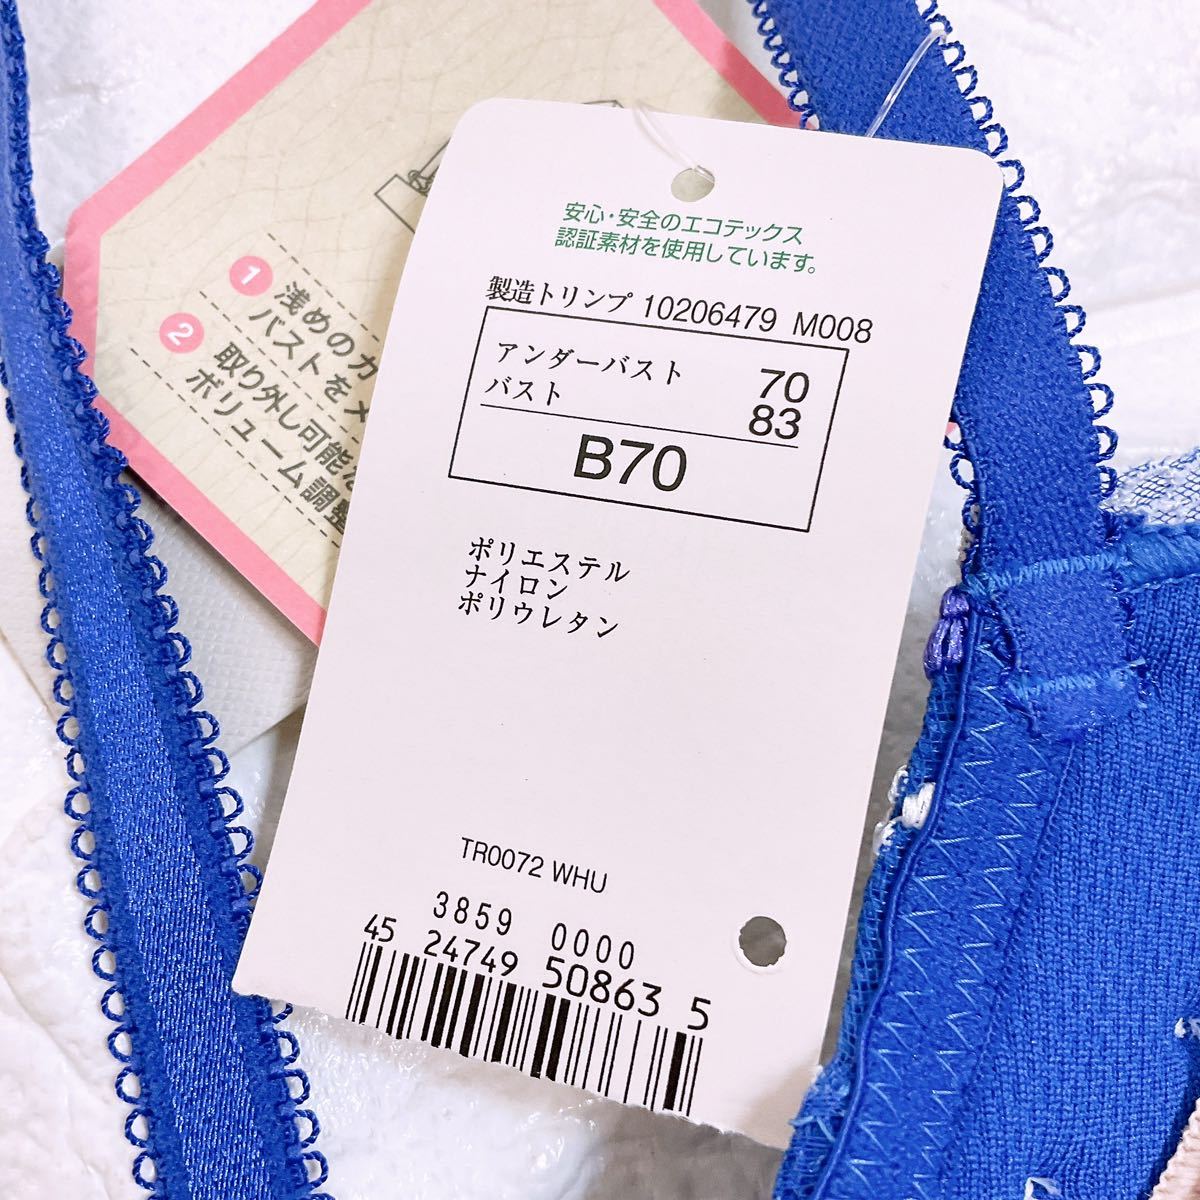 安心・安全のエコテックス
認証素材を使用しています。
製造トリンプ 10206479 M008
アンダーバスト 70
バスト 83
B70
ポリエステル
ナイロン
ポリウレタン
TR0072 WHU
3859 0000
45 24749 50863 5
1 浅めのカ
バストをメ
2 取り外し可能な
ボリューム調整